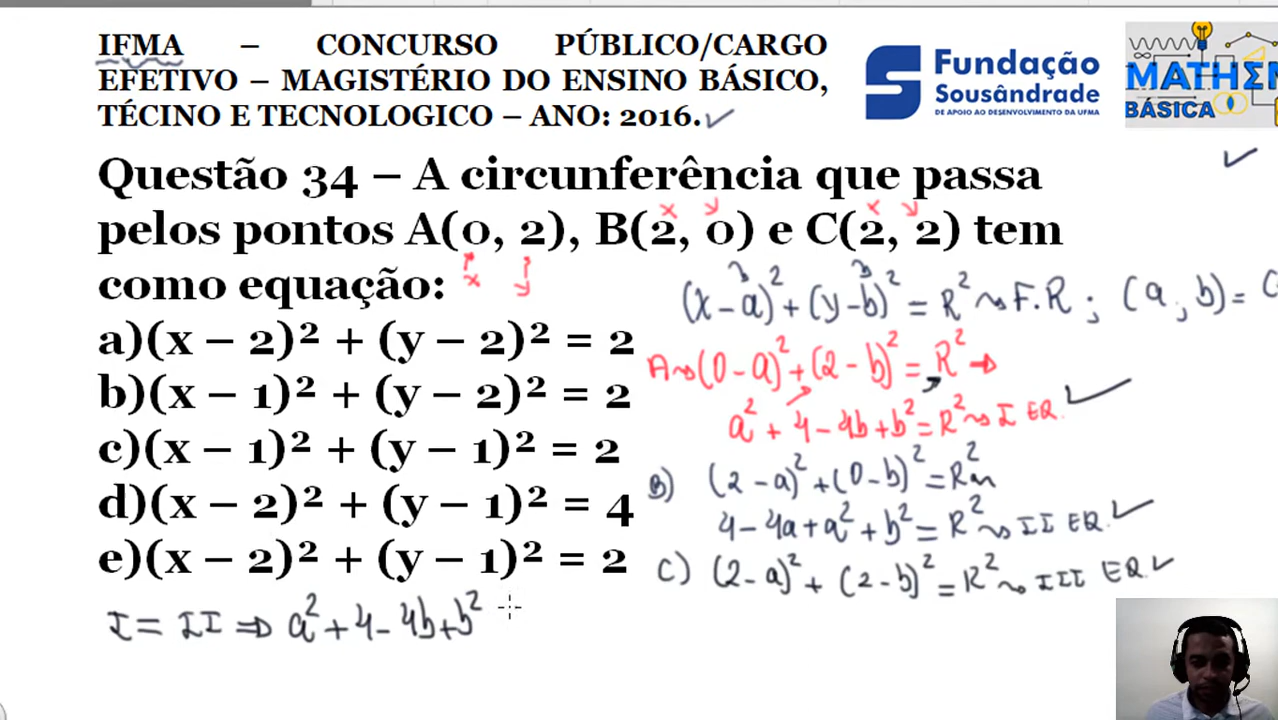 IFMA – CONCURSO PÚBLICO/CARGO
EFETIVO – MAGISTÉRIO DO ENSINO BÁSICO,
TÉCINO E TECNOLOGICO – ANO: 2016.
Fundação
Sousândrade
DE APOIO AO DESENVOLVIMENTO DA UFMA
MATHEM
BÁSICA
Questão 34 – A circunferência que passa
pelos pontos A(0, 2), B(2, 0) e C(2, 2) tem
como equação:
a)(x – 2)² + (y – 2)² = 2
b)(x – 1)² + (y – 2)² = 2
c)(x – 1)² + (y – 1)² = 2
d)(x – 2)² + (y – 1)² = 4
e)(x – 2)² + (y – 1)² = 2
x y x y
x y
(x – a)² + (y – b)² = R² ⇝ F.R ; (a, b) = C
A ⇝ (0 – a)² + (2 – b)² = R² ⇒
a² + 4 – 4b + b² = R² ⇝ I EQ.
B) (2 – a)² + (0 – b)² = R²
4 – 4a + a² + b² = R² ⇝ II EQ.
C) (2 – a)² + (2 – b)² = R² ⇝ III EQ.
I = II ⇒ a² + 4 – 4b + b²